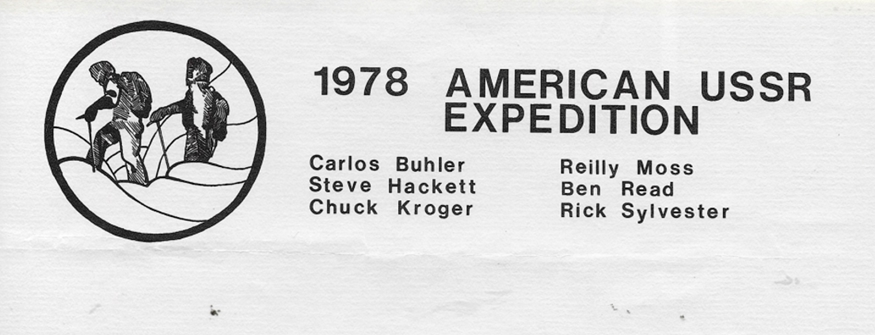 1978 AMERICAN USSR
EXPEDITION
Carlos Buhler
Steve Hackett
Chuck Kroger
Reilly Moss
Ben Read
Rick Sylvester